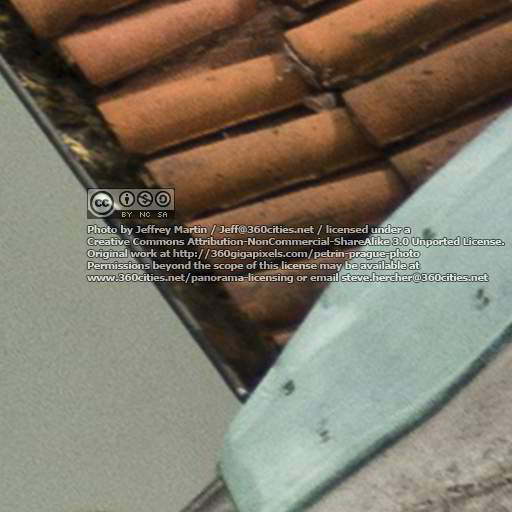 cc BY NC SA
Photo by Jeffrey Martin / Jeff@360cities.net / licensed under a
Creative Commons Attribution-NonCommercial-ShareAlike 3.0 Unported License.
Original work at http://360gigapixels.com/petrin-prague-photo
Permissions beyond the scope of this license may be available at
www.360cities.net/panorama-licensing or email steve.hercher@360cities.net